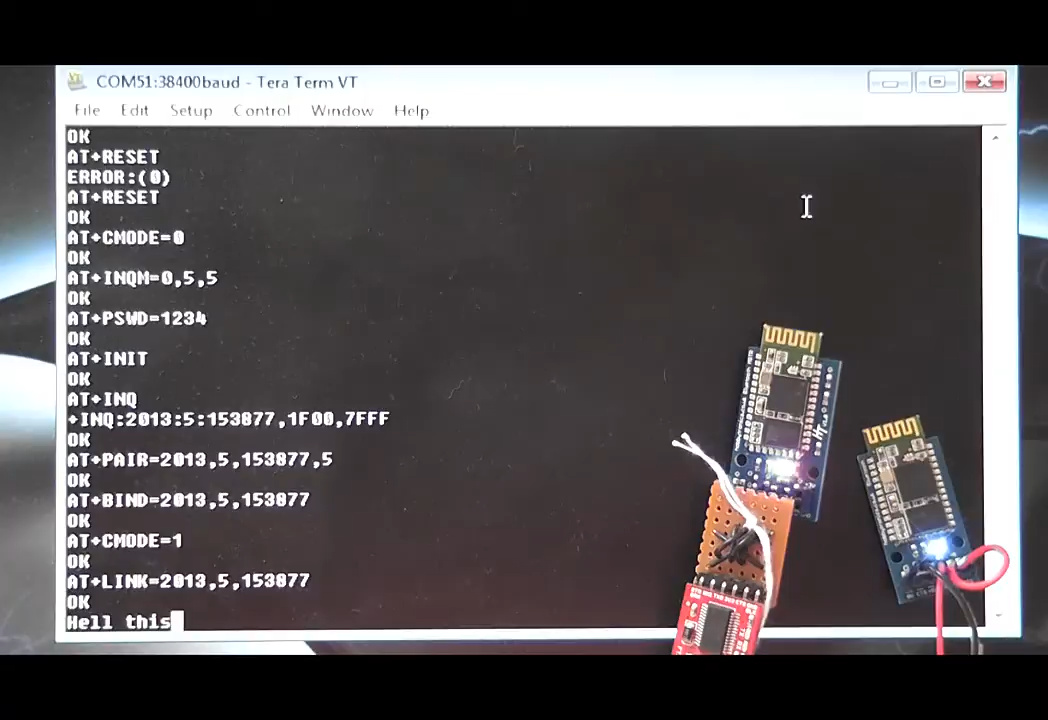 COM51:38400baud - Tera Term VT
File Edit Setup Control Window Help
OK
AT+RESET
ERROR:(0)
AT+RESET
OK
AT+CMODE=0
OK
AT+INQM=0,5,5
OK
AT+PSWD=1234
OK
AT+INIT
OK
AT+INQ
+INQ:2013:5:153877,1F00,7FFF
OK
AT+PAIR=2013,5,153877,5
OK
AT+BIND=2013,5,153877
OK
AT+CMODE=1
OK
AT+LINK=2013,5,153877
OK
Hell this